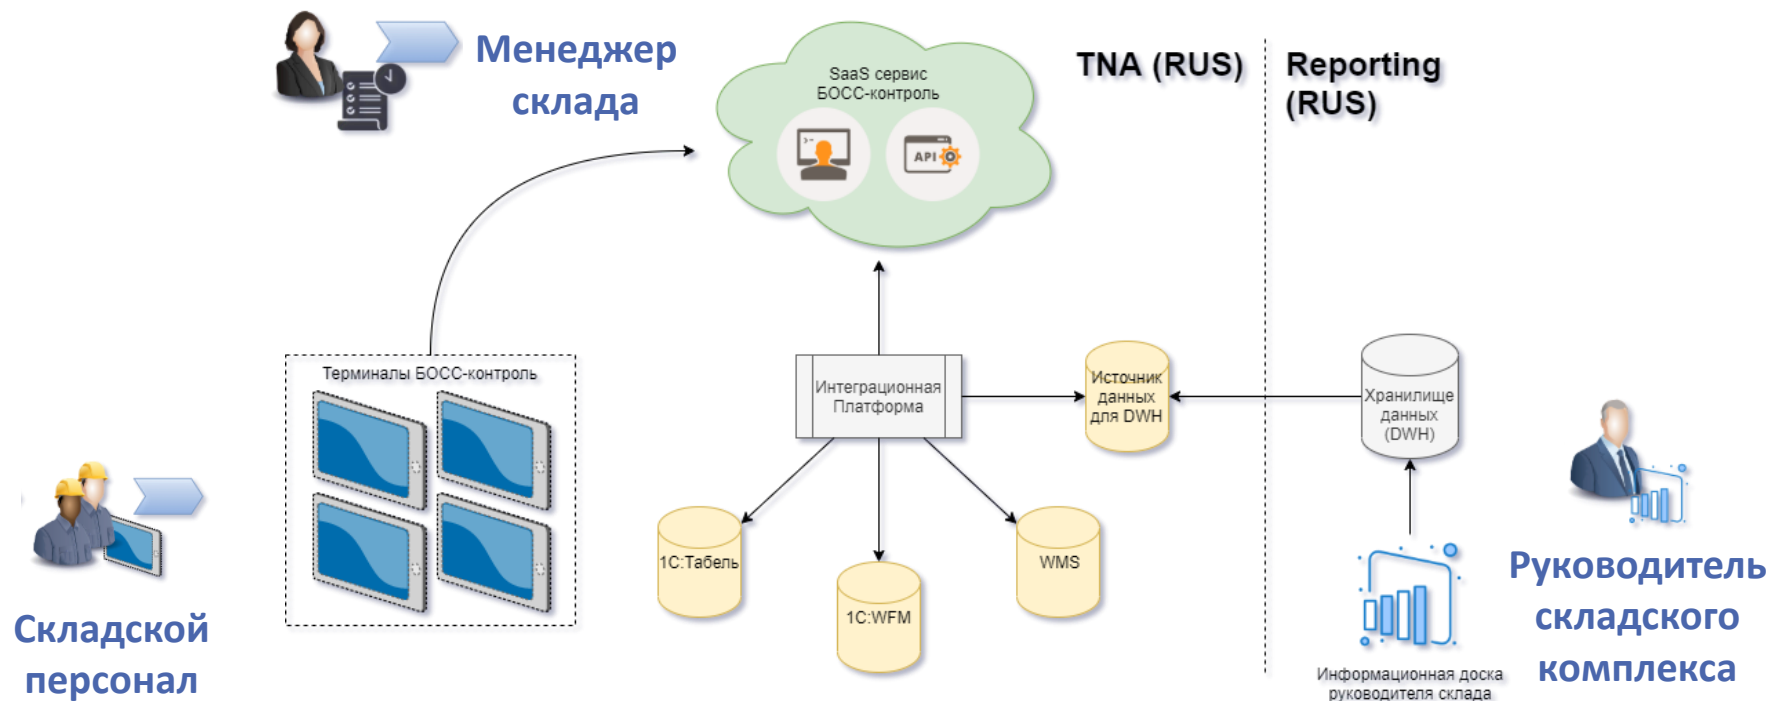 Менеджер
склада
SaaS сервис
БОСС-контроль
>-
API
TNA (RUS)
Reporting
(RUS)
Терминалы БОСС-контроль
Интеграционная
Платформа
Источник
данных
для DWH
Хранилище
данных
(DWH)
1С:Табель
1С:WFM
WMS
Складской
персонал
Информационная доска
руководителя склада
Руководитель
складского
комплекса